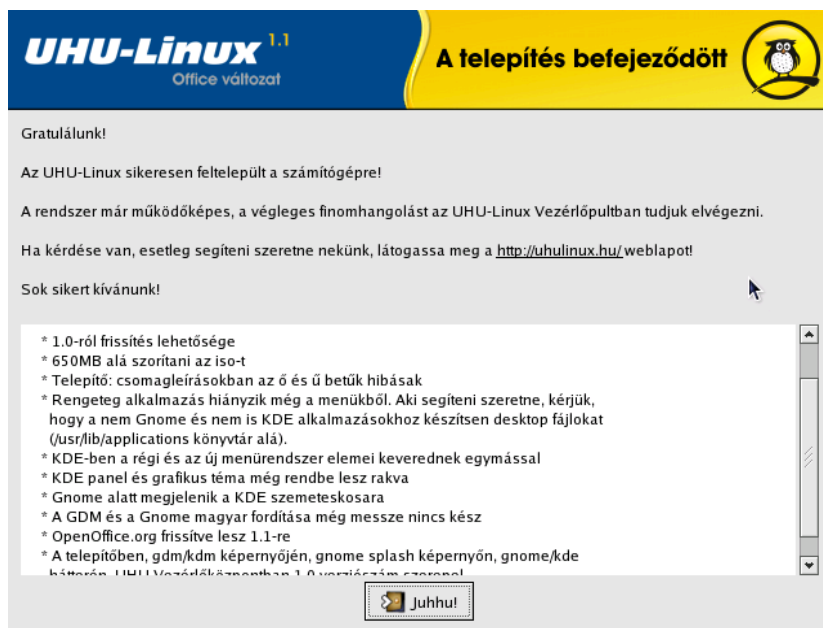 UHU-Linux 1.1
Office változat
A telepítés befejeződött
Gratulálunk!
Az UHU-Linux sikeresen feltelepült a számítógépre!
A rendszer már működőképes, a végleges finomhangolást az UHU-Linux Vezérlőpultban tudjuk elvégezni.
Ha kérdése van, esetleg segíteni szeretne nekünk, látogassa meg a http://uhulinux.hu/ weblapot!
Sok sikert kívánunk!
* 1.0-ról frissítés lehetősége
* 650MB alá szorítani az iso-t
* Telepítő: csomagleírásokban az ő és ű betűk hibásak
* Rengeteg alkalmazás hiányzik még a menükből. Aki segíteni szeretne, kérjük,
hogy a nem Gnome és nem is KDE alkalmazásokhoz készítsen desktop fájlokat
(/usr/lib/applications könyvtár alá).
* KDE-ben a régi és az új menürendszer elemei keverednek egymással
* KDE panel és grafikus téma még rendbe lesz rakva
* Gnome alatt megjelenik a KDE szemeteskosara
* A GDM és a Gnome magyar fordítása még messze nincs kész
* OpenOffice.org frissítve lesz 1.1-re
* A telepítőben, gdm/kdm képernyőjén, gnome splash képernyőn, gnome/kde
hátterén, UHU Vezérlőközpontban 1.0 verziószám szerepel
Juhhu!